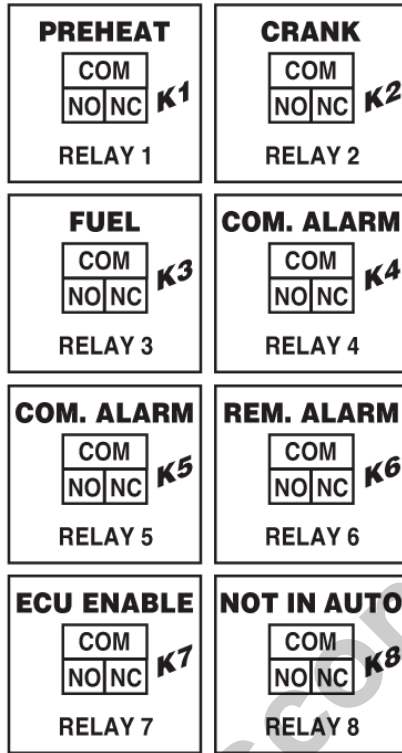 PREHEAT
COM
NO NC K1
RELAY 1
CRANK
COM
NO NC K2
RELAY 2
FUEL
COM
NO NC K3
RELAY 3
COM. ALARM
COM
NO NC K4
RELAY 4
COM. ALARM
COM
NO NC K5
RELAY 5
REM. ALARM
COM
NO NC K6
RELAY 6
ECU ENABLE
COM
NO NC K7
RELAY 7
NOT IN AUTO
COM
NO NC K8
RELAY 8